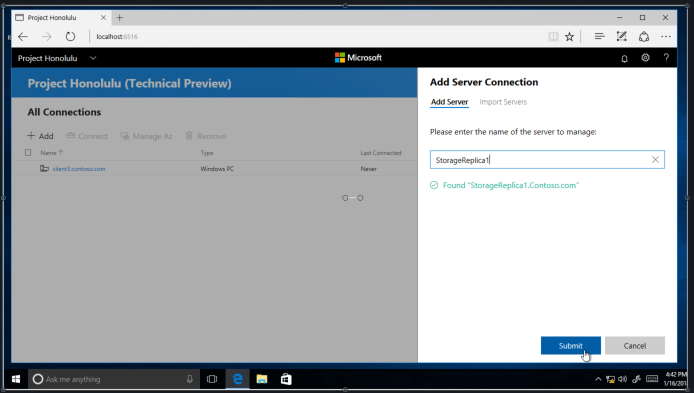 Project Honolulu
localhost:6516
Project Honolulu
Microsoft
?
Project Honolulu (Technical Preview)
All Connections
Add Connect Manage As Remove
Name Type Last Connected
client1.contoso.com Windows PC Never
Add Server Connection
Add Server Import Servers
Please enter the name of the server to manage:
StorageReplica1
Found "StorageReplica1.Contoso.com"
Submit Cancel
Ask me anything
4:42 PM
1/16/201